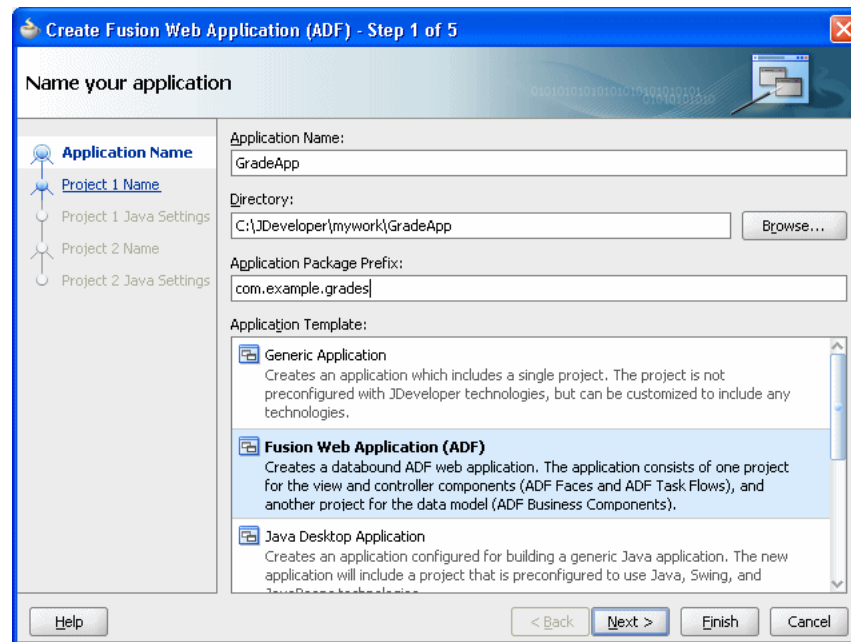 Create Fusion Web Application (ADF) - Step 1 of 5
Name your application
Application Name
Project 1 Name
Project 1 Java Settings
Project 2 Name
Project 2 Java Settings
Application Name:
GradeApp
Directory:
C:\JDeveloper\mywork\GradeApp
Browse...
Application Package Prefix:
com.example.grades
Application Template:
Generic Application
Creates an application which includes a single project. The project is not
preconfigured with JDeveloper technologies, but can be customized to include any
technologies.
Fusion Web Application (ADF)
Creates a databound ADF web application. The application consists of one project
for the view and controller components (ADF Faces and ADF Task Flows), and
another project for the data model (ADF Business Components).
Java Desktop Application
Creates an application configured for building a generic Java application. The new
application will include a project that is preconfigured to use Java, Swing, and
Help
< Back
Next >
Finish
Cancel